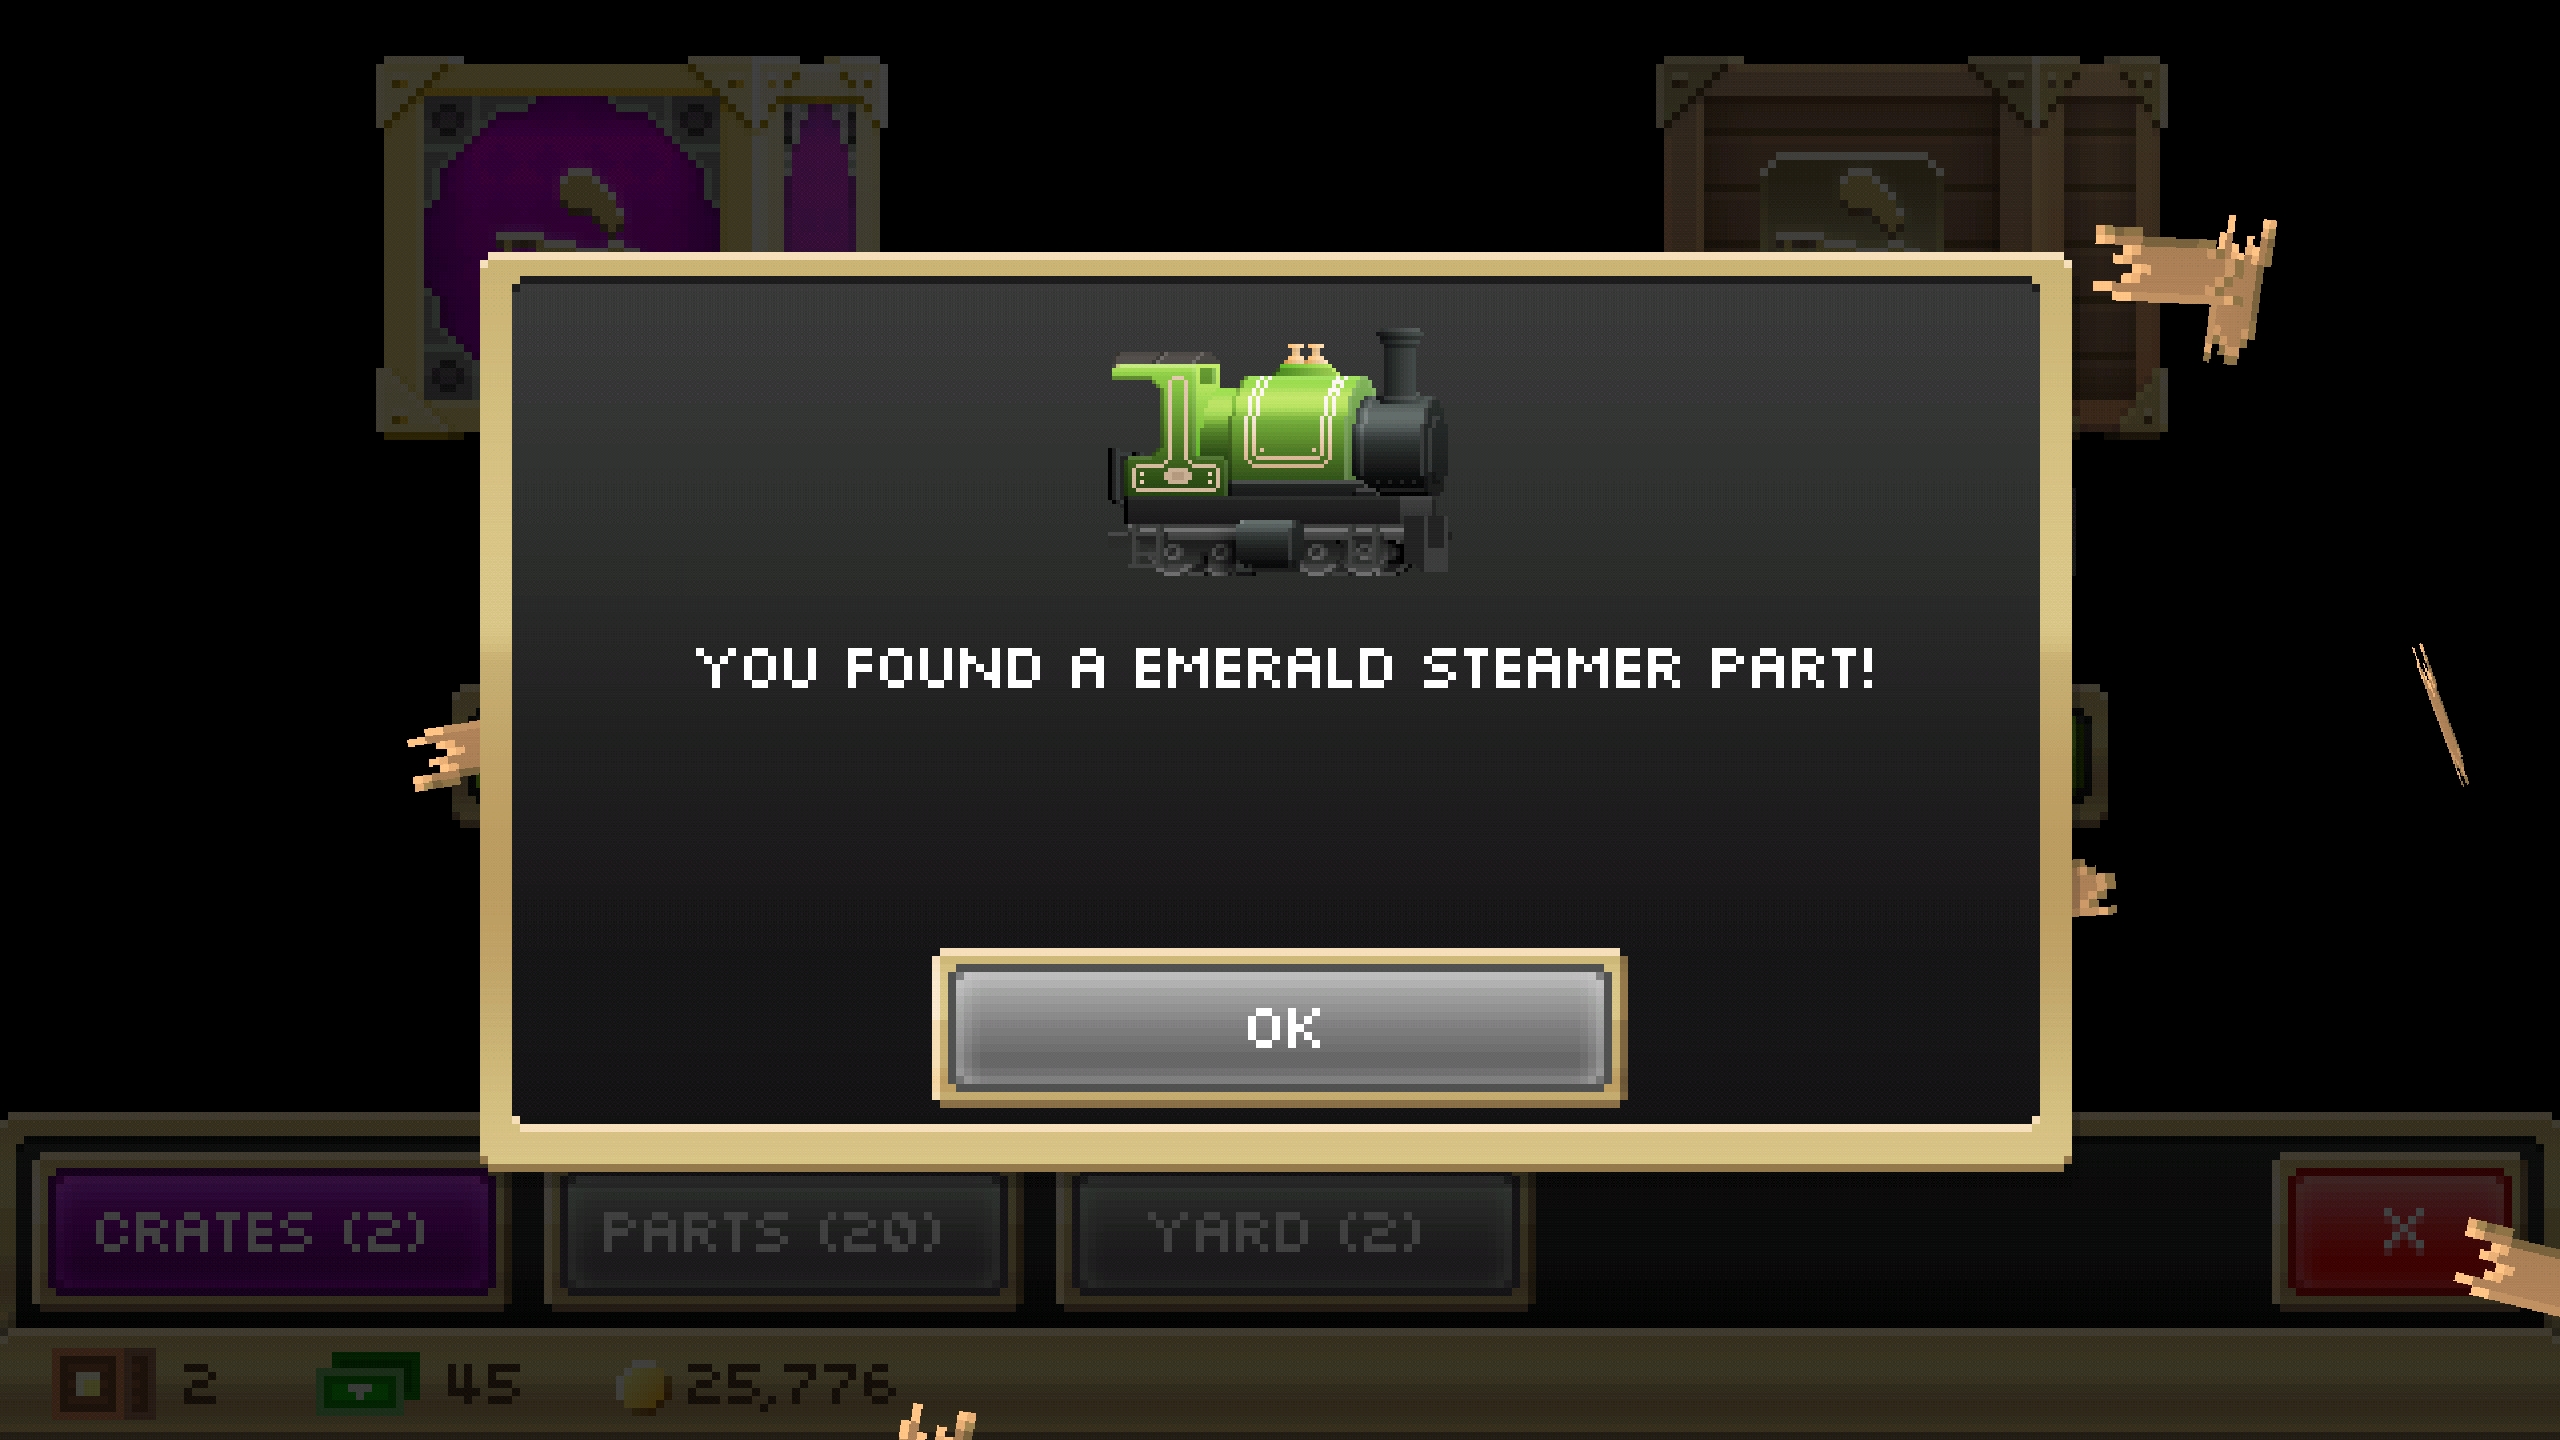 YOU FOUND A EMERALD STEAMER PART!
OK
CRATES (2)
PARTS (20)
YARD (2)
X
2
45
25,776